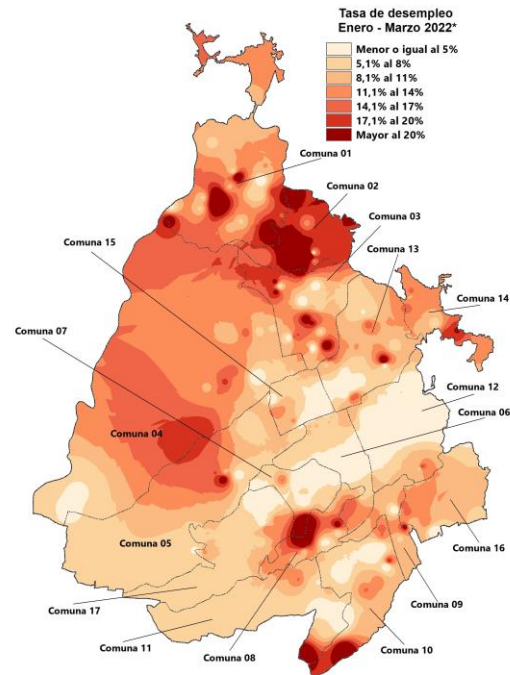 Tasa de desempleo
Enero - Marzo 2022*
Menor o igual al 5%
5,1% al 8%
8,1% al 11%
11,1% al 14%
14,1% al 17%
17,1% al 20%
Mayor al 20%
Comuna 01
Comuna 02
Comuna 03
Comuna 15
Comuna 13
Comuna 14
Comuna 07
Comuna 12
Comuna 06
Comuna 04
Comuna 05
Comuna 16
Comuna 17
Comuna 09
Comuna 11
Comuna 08
Comuna 10